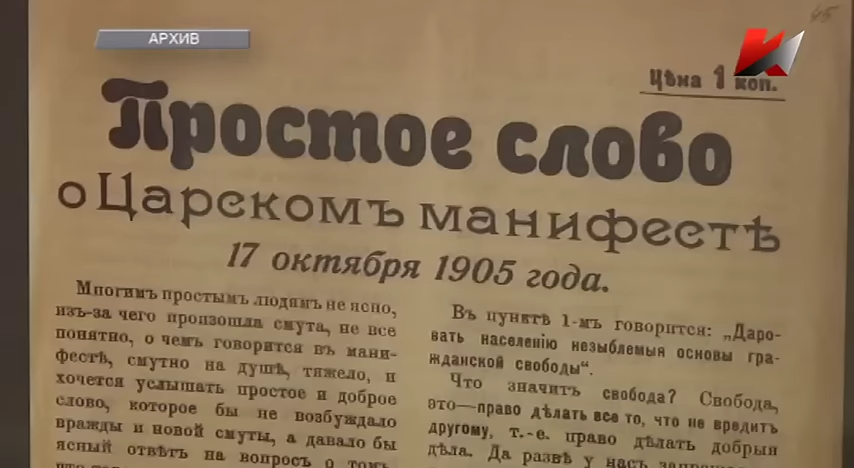 АРХИВ
45
К
Цѣна 1 коп.
Простое слово
о Царскомъ манифестѣ
17 октября 1905 года.
Многимъ простымъ людямъ не ясно,
изъ-за чего произошла смута, не все
понятно, о чемъ говорится въ мани-
фестѣ, смутно на душѣ, тяжело, и
хочется услышать простое и доброе
слово, которое бы не возбуждало
вражды и новой смуты, а давало бы
ясный отвѣтъ на вопросъ о томъ,
Въ пунктѣ 1-мъ говорится: „Даро-
вать населенію незыблемыя основы гра-
жданской свободы“.
Что значитъ свобода? Свобода,
это—право дѣлать все то, что не вредитъ
другому, т.-е. право дѣлать добрыя
дѣла. Да развѣ у насъ